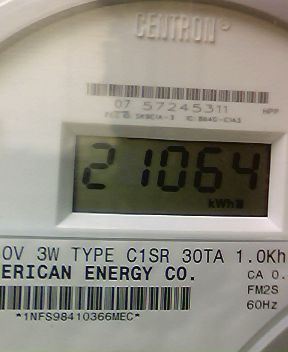 CENTRON
07 57245311 HPP
21064
kWh
0V 3W TYPE C1SR 30TA 1.0Kh
ERICAN ENERGY CO.
CA 0.
FM2S
60Hz
*1NFS98410366MEC*